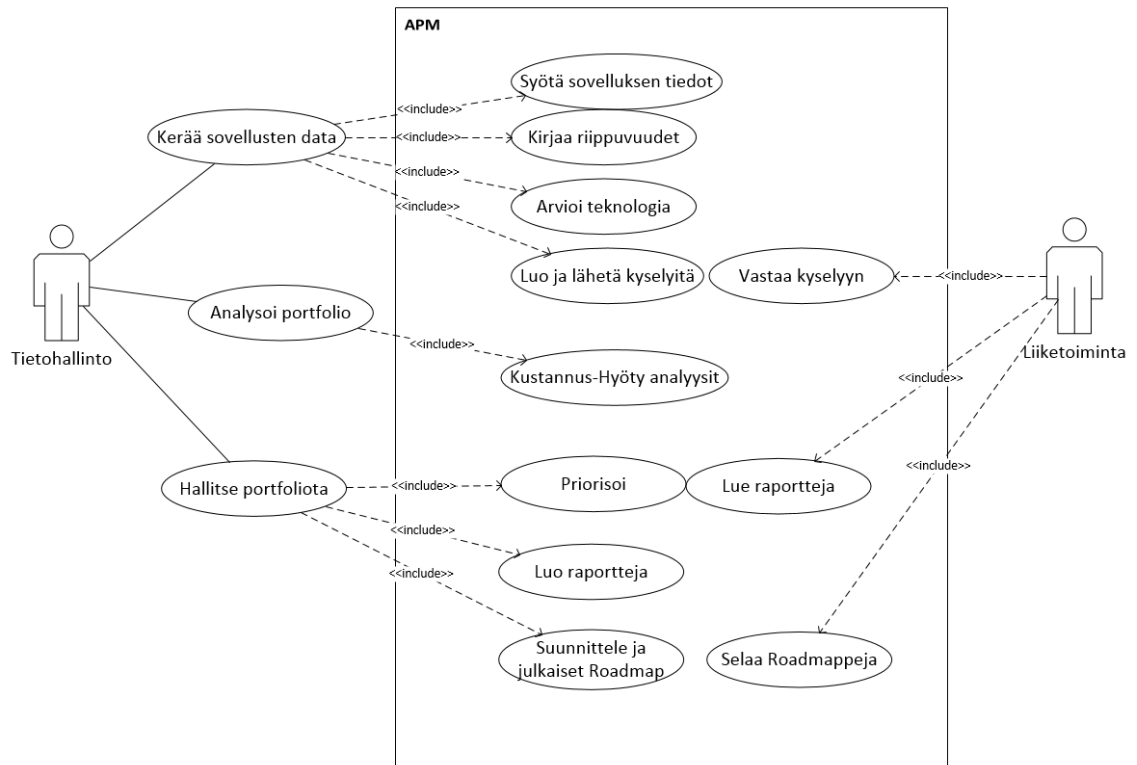 APM
Syötä sovelluksen tiedot
<<include>>
Kerää sovellusten data
<<include>>
Kirjaa riippuvuudet
<<include>>
Arvioi teknologia
<<include>>
Luo ja lähetä kyselyitä
Vastaa kyselyyn
<<include>>
Analysoi portfolio
<<include>>
Tietohallinto
Liiketoiminta
Kustannus-Hyöty analyysit
<<include>>
Hallitse portfoliota
<<include>>
Priorisoi
Lue raportteja
<<include>>
<<include>>
Luo raportteja
<<include>>
Suunnittele ja
julkaiset Roadmap
Selaa Roadmappeja